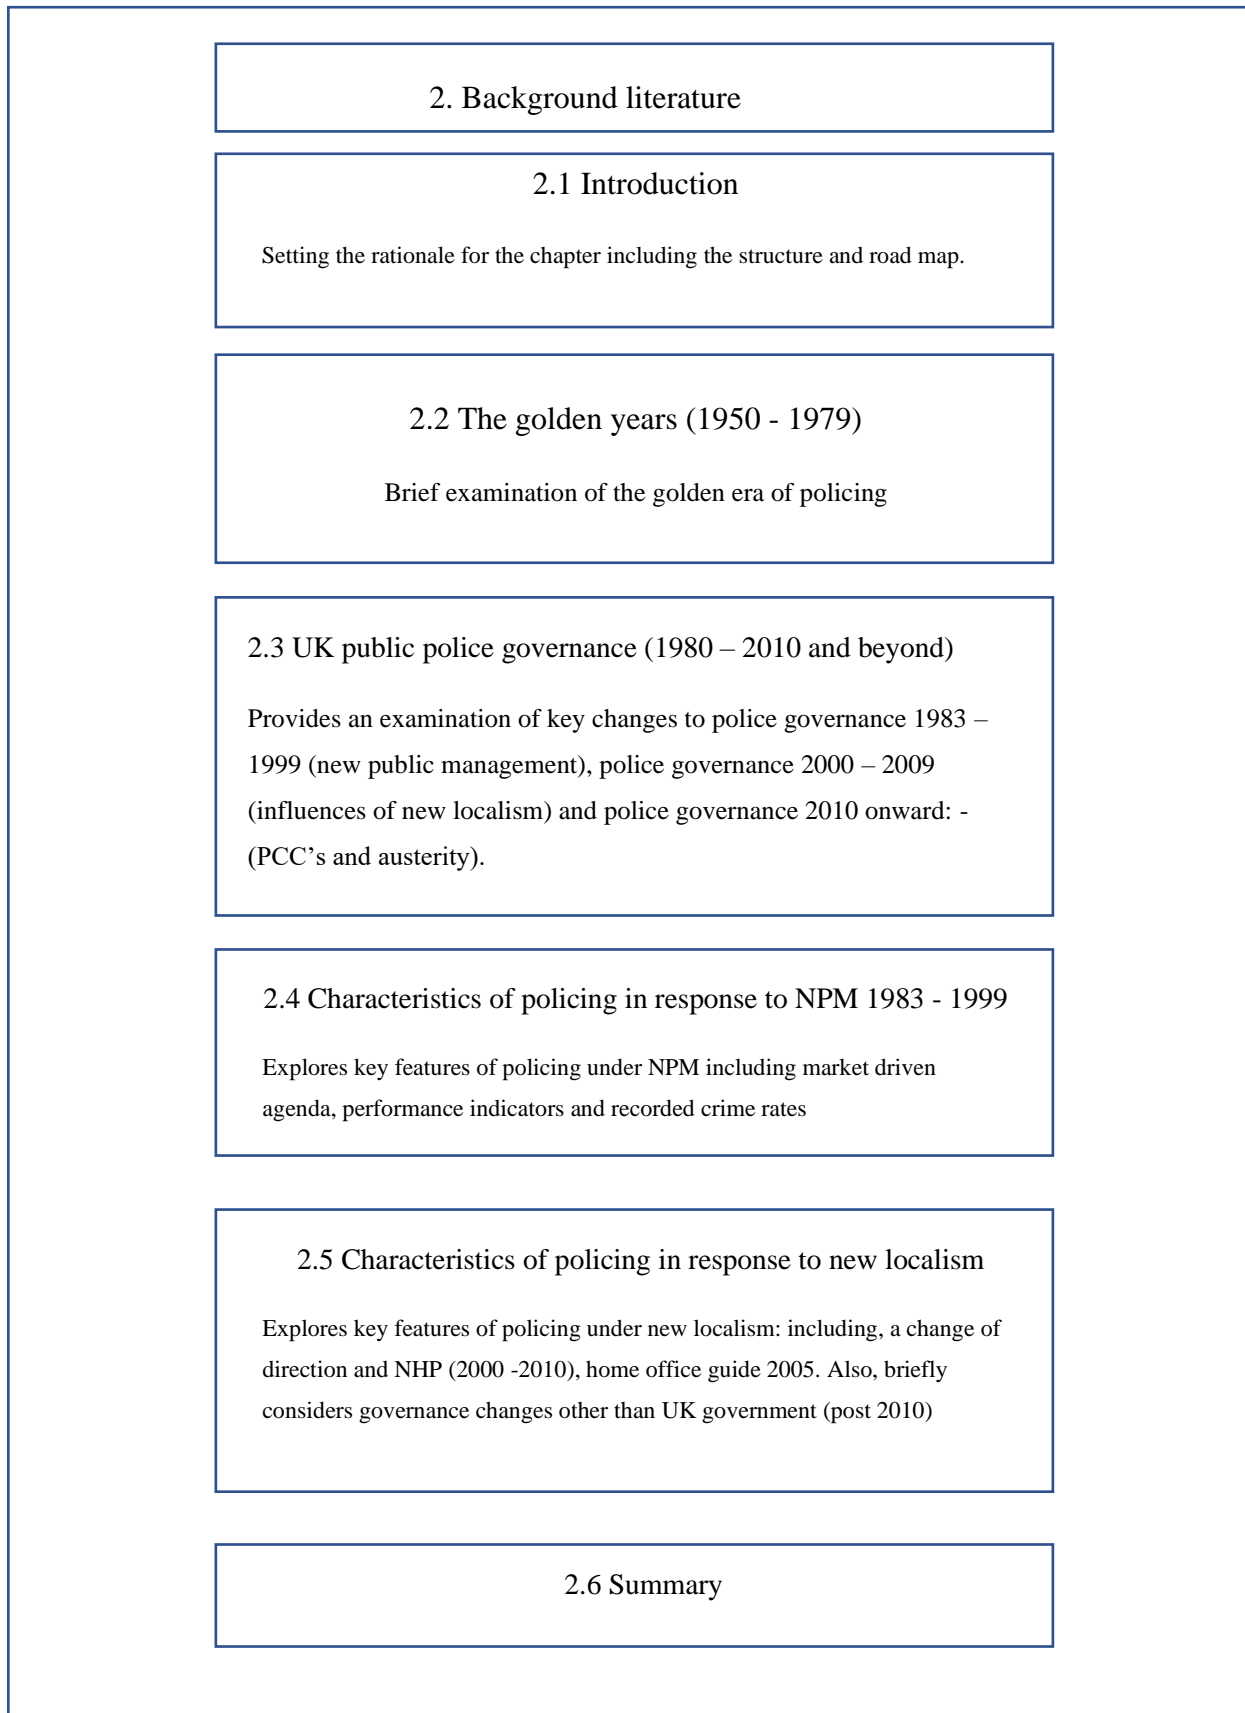 2. Background literature
2.1 Introduction
Setting the rationale for the chapter including the structure and road map.
2.2 The golden years (1950 - 1979)
Brief examination of the golden era of policing
2.3 UK public police governance (1980 – 2010 and beyond)
Provides an examination of key changes to police governance 1983 –
1999 (new public management), police governance 2000 – 2009
(influences of new localism) and police governance 2010 onward: -
(PCC’s and austerity).
2.4 Characteristics of policing in response to NPM 1983 - 1999
Explores key features of policing under NPM including market driven
agenda, performance indicators and recorded crime rates
2.5 Characteristics of policing in response to new localism
Explores key features of policing under new localism: including, a change of
direction and NHP (2000 -2010), home office guide 2005. Also, briefly
considers governance changes other than UK government (post 2010)
2.6 Summary